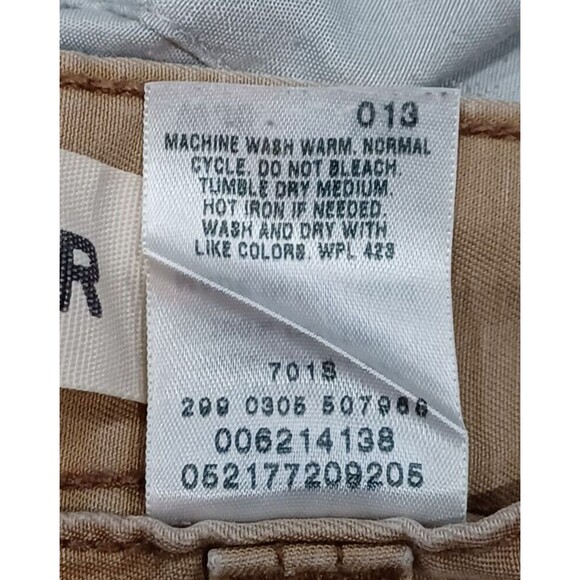 013
MACHINE WASH WARM, NORMAL
CYCLE. DO NOT BLEACH.
TUMBLE DRY MEDIUM.
HOT IRON IF NEEDED.
WASH AND DRY WITH
LIKE COLORS. WPL 423
R
701S
299 0305 507966
006214138
052177209205